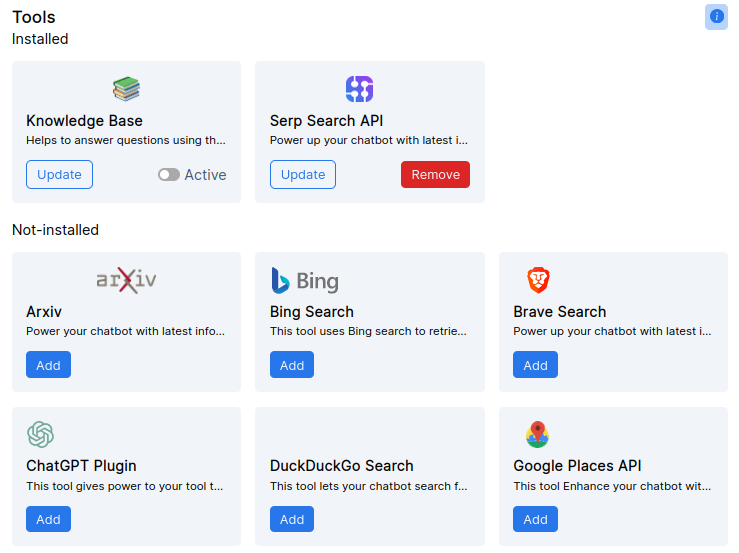 Tools
Installed
Knowledge Base
Helps to answer questions using th...
Update
Active
Serp Search API
Power up your chatbot with latest i...
Update
Remove
Not-installed
arXiv
Arxiv
Power your chatbot with latest info...
Add
Bing
Bing Search
This tool uses Bing search to retrie...
Add
Brave Search
Power up your chatbot with latest i...
Add
ChatGPT Plugin
This tool gives power to your tool t...
Add
DuckDuckGo Search
This tool lets your chatbot search f...
Add
Google Places API
This tool Enhance your chatbot wit...
Add